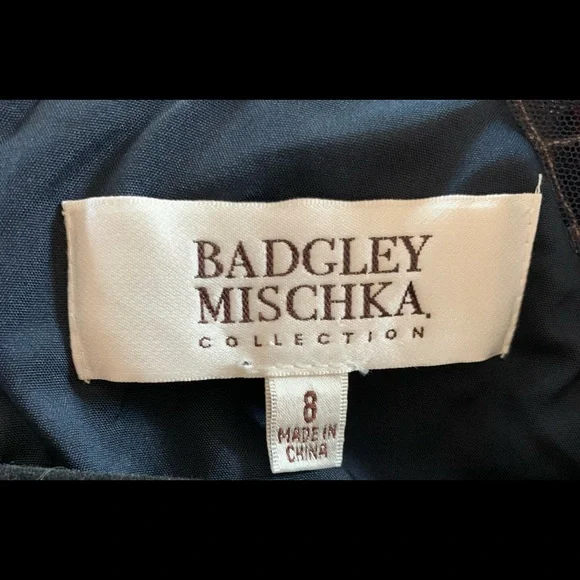 BADGLEY
MISCHKA.
COLLECTION
8
MADE IN
CHINA